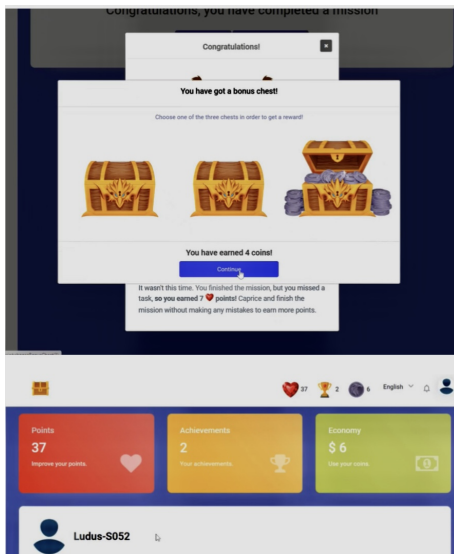 Congratulations, you have completed a mission
Congratulations!
You have got a bonus chest!
Choose one of the three chests in order to get a reward!
You have earned 4 coins!
Continue
It wasn't this time. You finished the mission, but you missed a
task, so you earned 7 points! Caprice and finish the
mission without making any mistakes to earn more points.
37 2 6 English
Points
37
Improve your points.
Achievements
2
Your achievements.
Economy
$ 6
Use your coins.
Ludus-S052